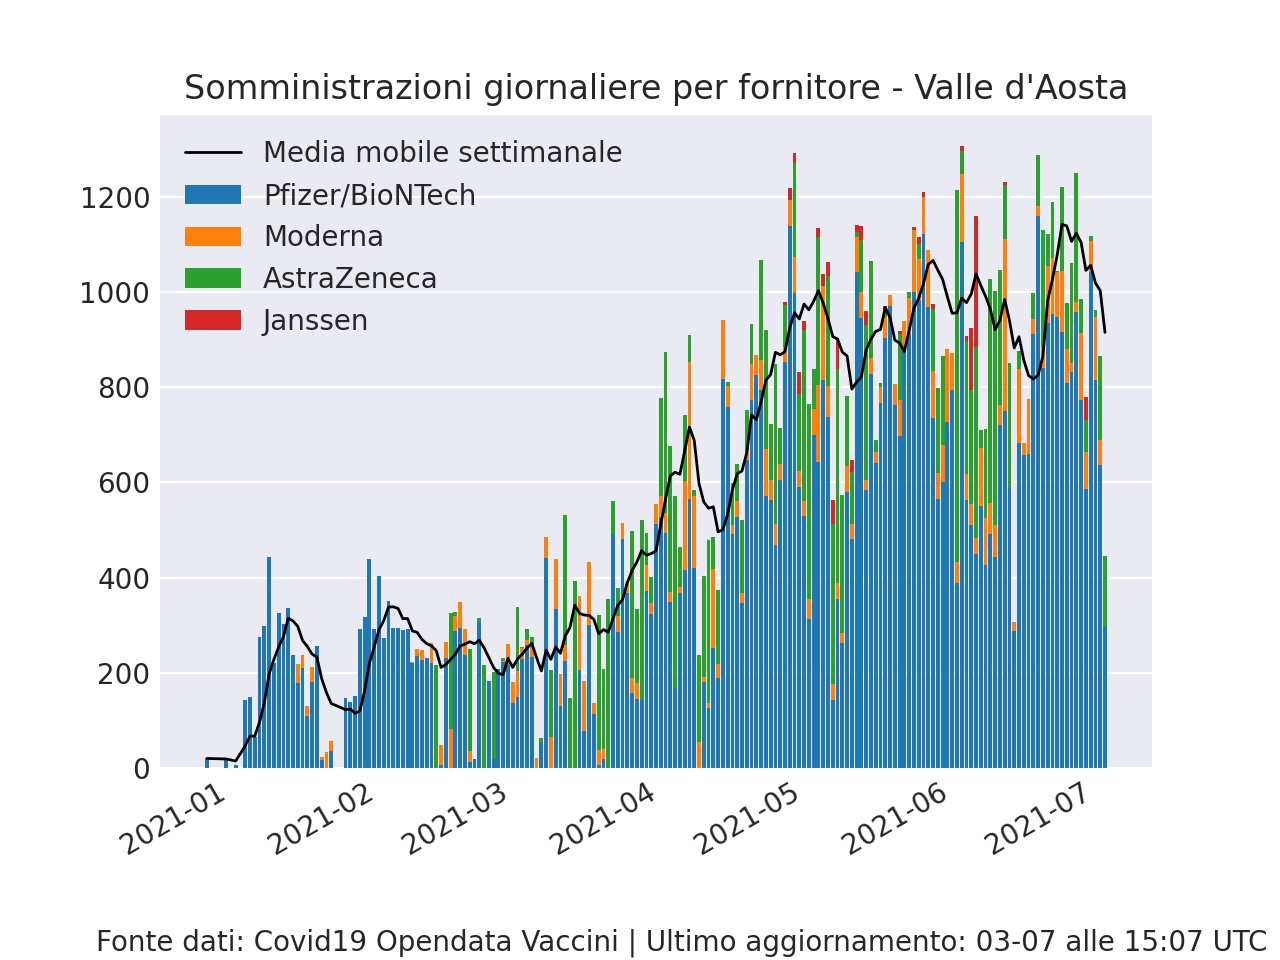 Somministrazioni giornaliere per fornitore - Valle d'Aosta
Media mobile settimanale
Pfizer/BioNTech
Moderna
AstraZeneca
Janssen
1200
1000
800
600
400
200
0
2021-01
2021-02
2021-03
2021-04
2021-05
2021-06
2021-07
Fonte dati: Covid19 Opendata Vaccini | Ultimo aggiornamento: 03-07 alle 15:07 UTC